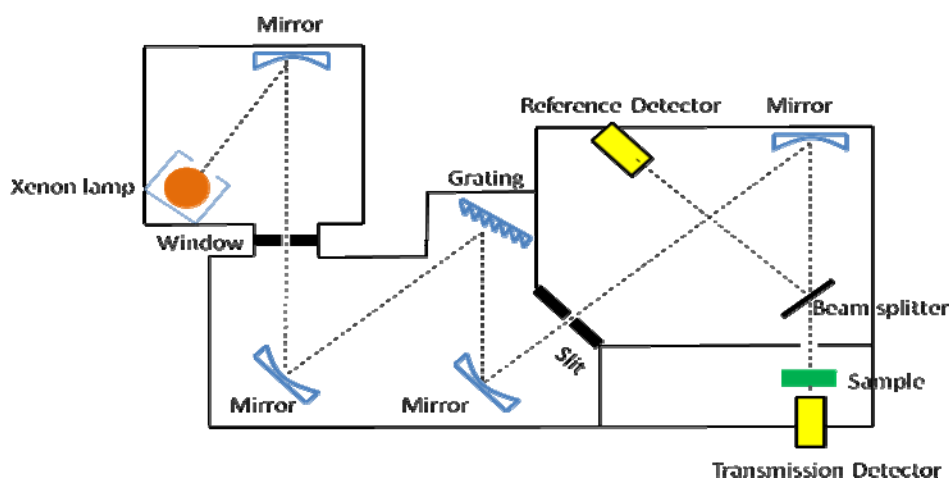 Mirror
Reference Detector
Mirror
Xenon lamp
Grating
Window
Beam splitter
Slit
Sample
Mirror
Mirror
Transmission Detector